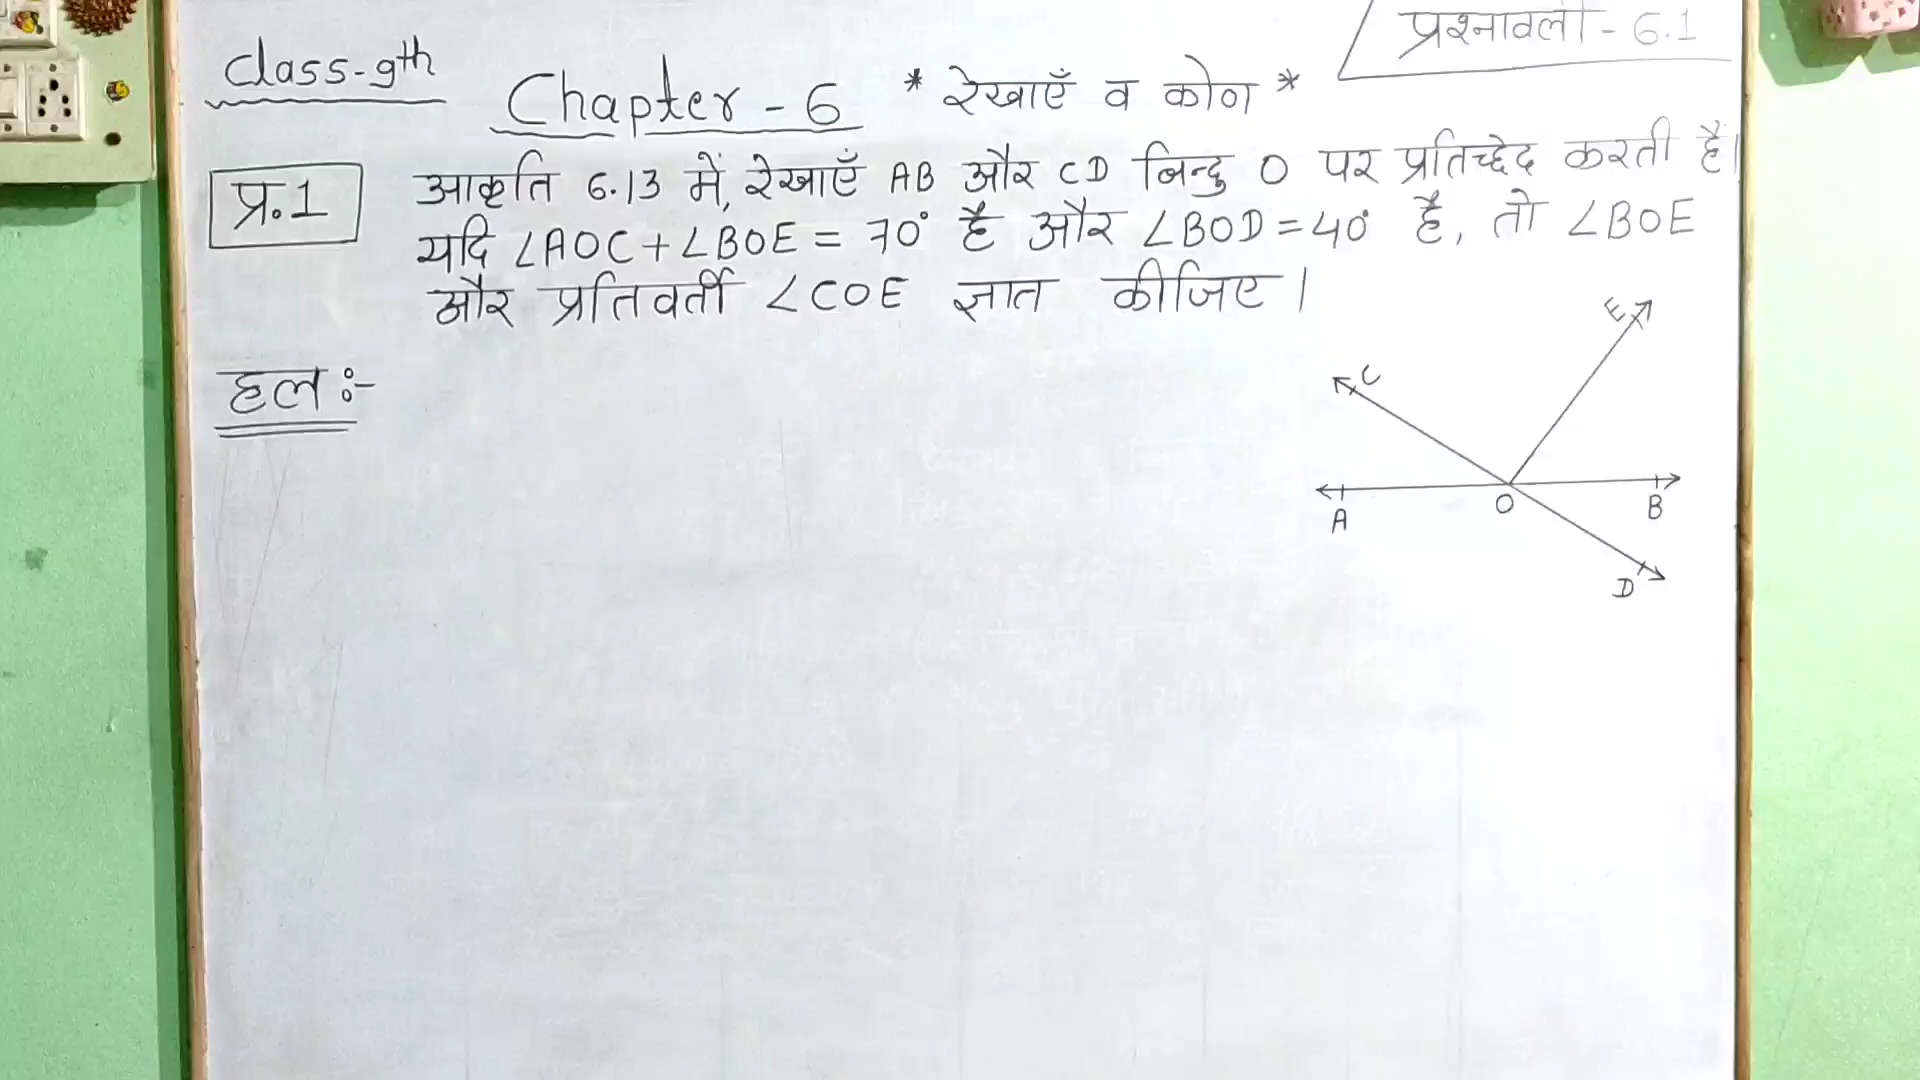 प्रश्नावली - 6.1
Class-9th
Chapter - 6 * रेखाएँ व कोण *
प्र.1 आकृति 6.13 में, रेखाएँ AB और CD बिन्दु O पर प्रतिच्छेद करती हैं।
यदि ∠AOC + ∠BOE = 70° है और ∠BOD = 40° है, तो ∠BOE
और प्रतिवर्ती ∠COE ज्ञात कीजिए।
हल :-
E
C
A
O
B
D